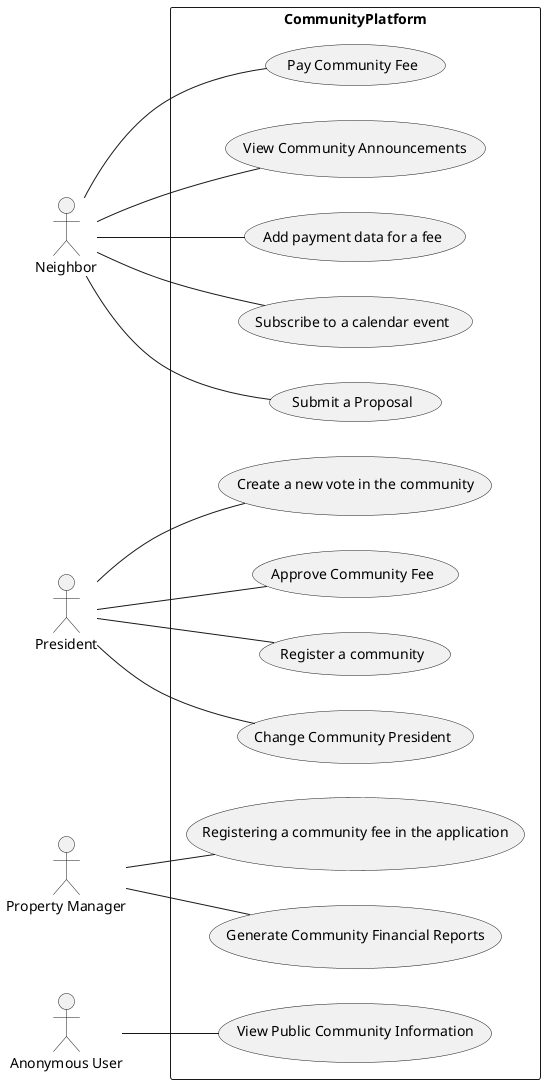 CommunityPlatform
Pay Community Fee
View Community Announcements
Add payment data for a fee
Neighbor
Subscribe to a calendar event
Submit a Proposal
Create a new vote in the community
Approve Community Fee
President
Register a community
Change Community President
Registering a community fee in the application
Property Manager
Generate Community Financial Reports
View Public Community Information
Anonymous User